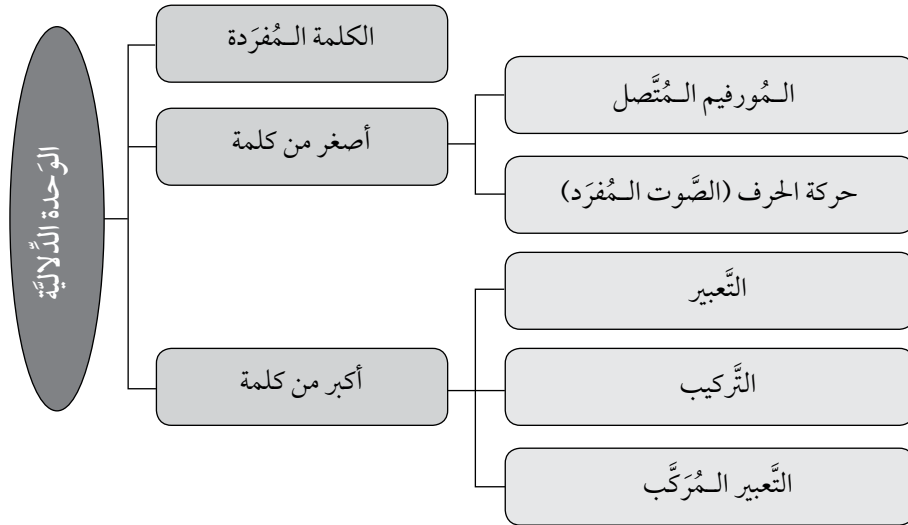 الوَحدة الدِّلاليَّة
الكلمة الـمُفرَدة
أصغر من كلمة
الـمُورفيم الـمُتَّصل
حركة الحرف (الصَّوت الـمُفرَد)
أكبر من كلمة
التَّعبير
التَّركيب
التَّعبير الـمُرَكَّب